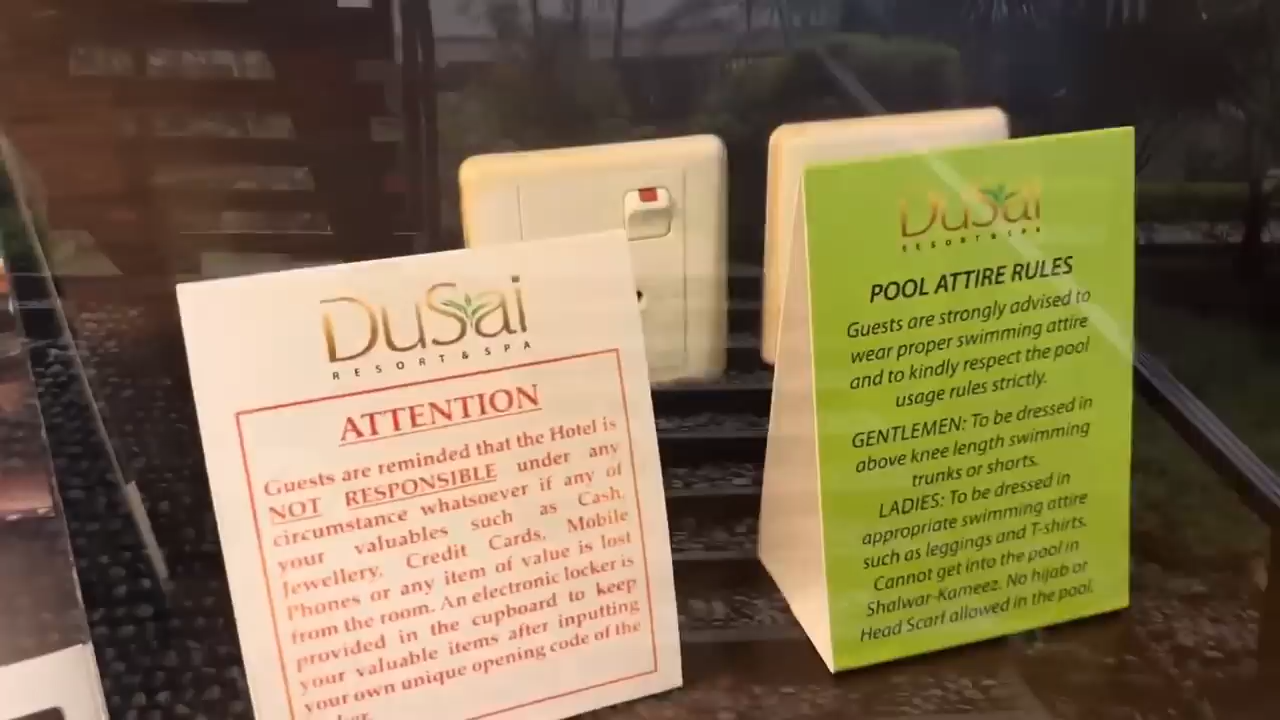 DuSai
RESORT & SPA
ATTENTION
Guests are reminded that the Hotel is
NOT RESPONSIBLE under any
circumstance whatsoever if any of
your valuables such as Cash,
Jewellery, Credit Cards, Mobile
Phones or any item of value is lost
from the room. An electronic locker is
provided in the cupboard to keep
your valuable items after inputting
your own unique opening code of the
DuSai
RESORT & SPA
POOL ATTIRE RULES
Guests are strongly advised to
wear proper swimming attire
and to kindly respect the pool
usage rules strictly.
GENTLEMEN: To be dressed in
above knee length swimming
trunks or shorts.
LADIES: To be dressed in
appropriate swimming attire
such as leggings and T-shirts.
Cannot get into the pool in
Shalwar-Kameez. No hijab or
Head Scarf allowed in the pool.